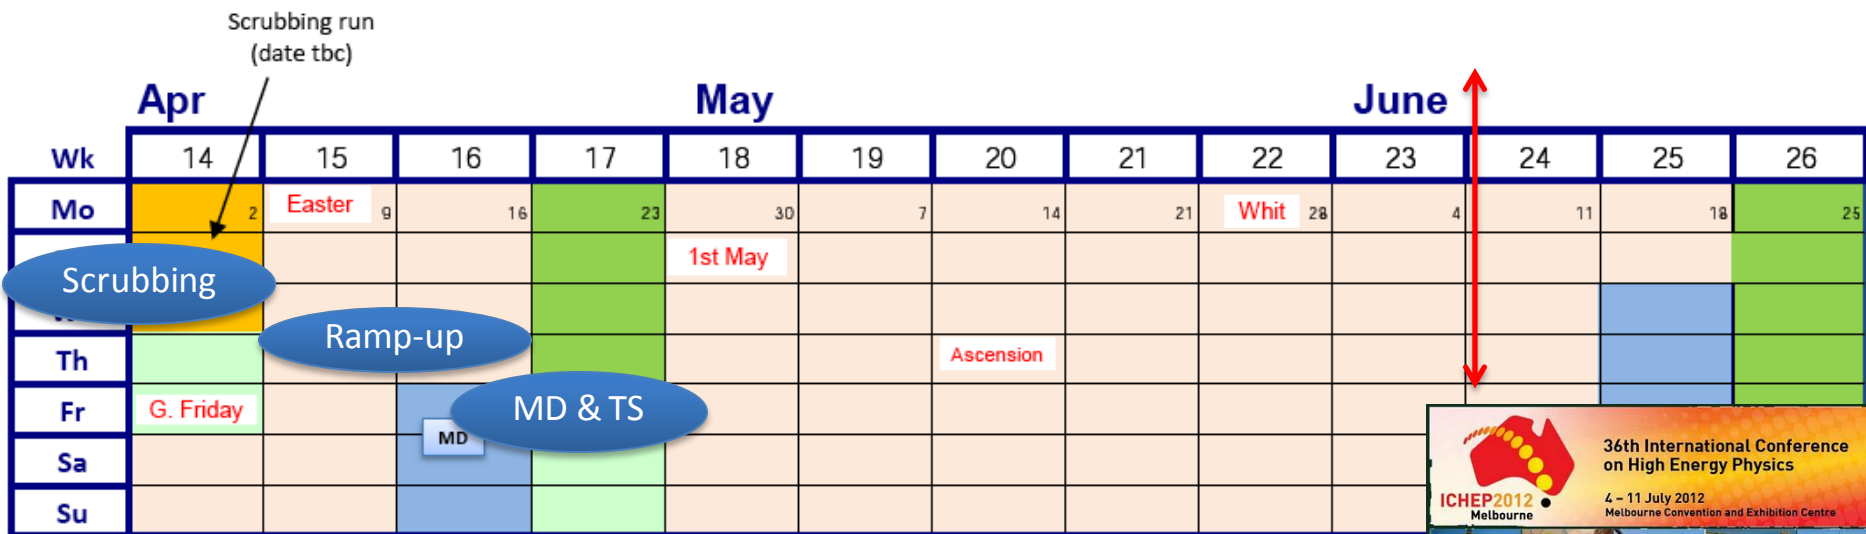 Scrubbing run
(date tbc)
Apr May June
Wk 14 15 16 17 18 19 20 21 22 23 24 25 26
Mo 2 Easter 9 16 23 30 7 14 21 Whit 28 4 11 18 25
1st May
Scrubbing
Ramp-up
Th Ascension
Fr G. Friday MD & TS
MD
Sa
Su
36th International Conference
on High Energy Physics
ICHEP2012
Melbourne
4 – 11 July 2012
Melbourne Convention and Exhibition Centre